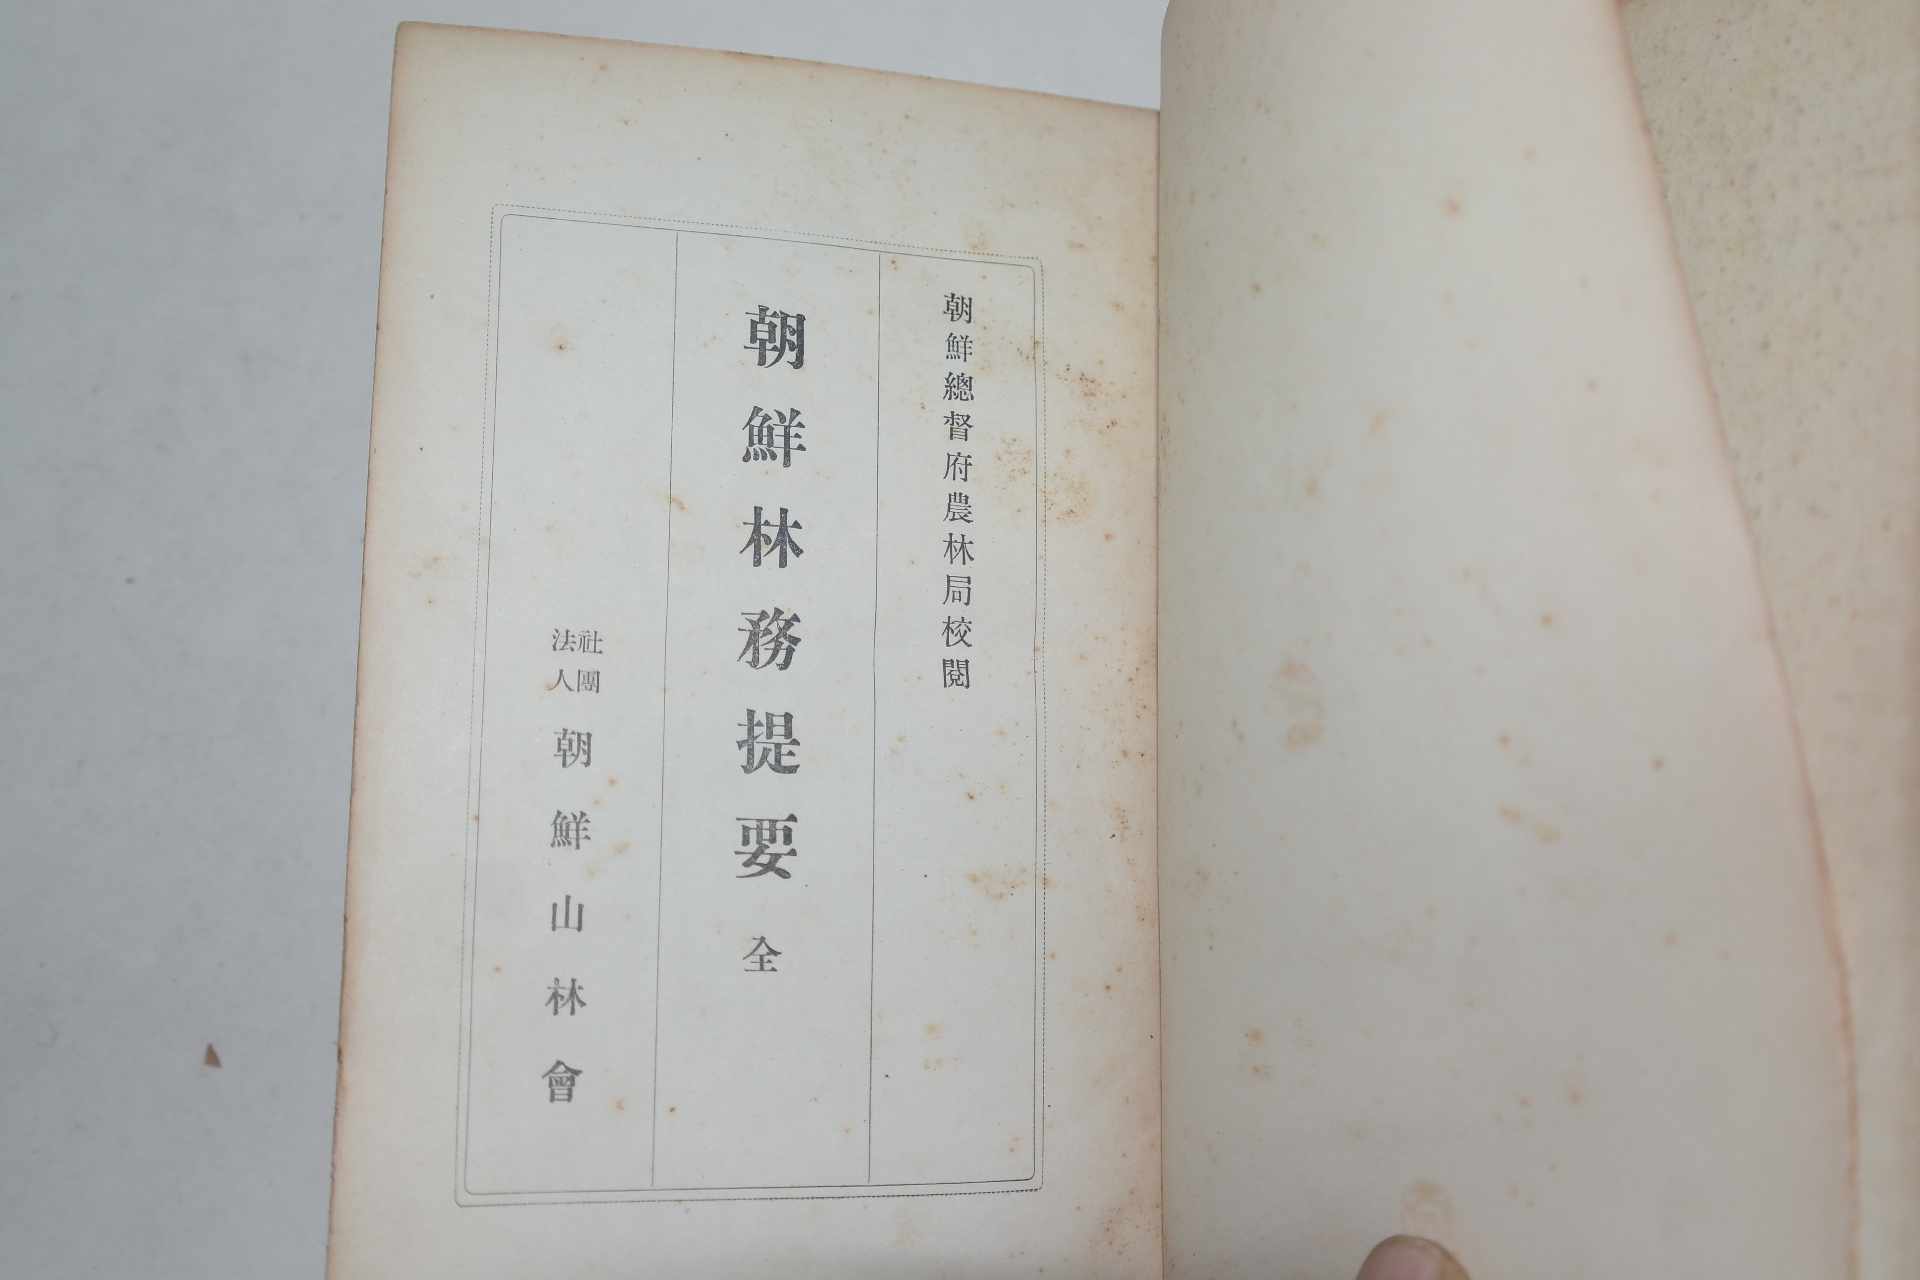 朝鮮總督府農林局校閱
朝鮮林務提要 全
社團法人 朝鮮山林會